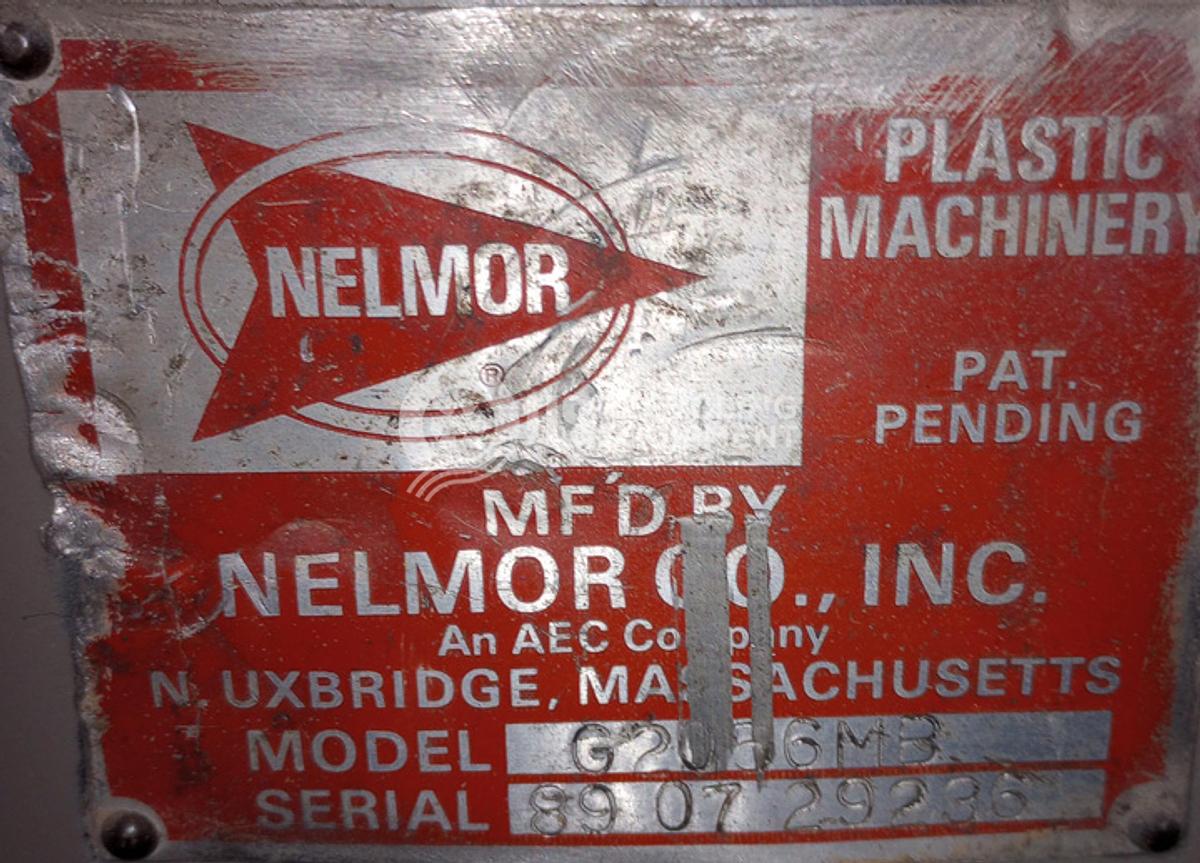 PLASTIC
MACHINERY
NELMOR
®
PAT.
PENDING
MF'D BY
NELMOR CO., INC.
An AEC Company
N. UXBRIDGE, MASSACHUSETTS
MODEL
SERIAL 89 07 29236